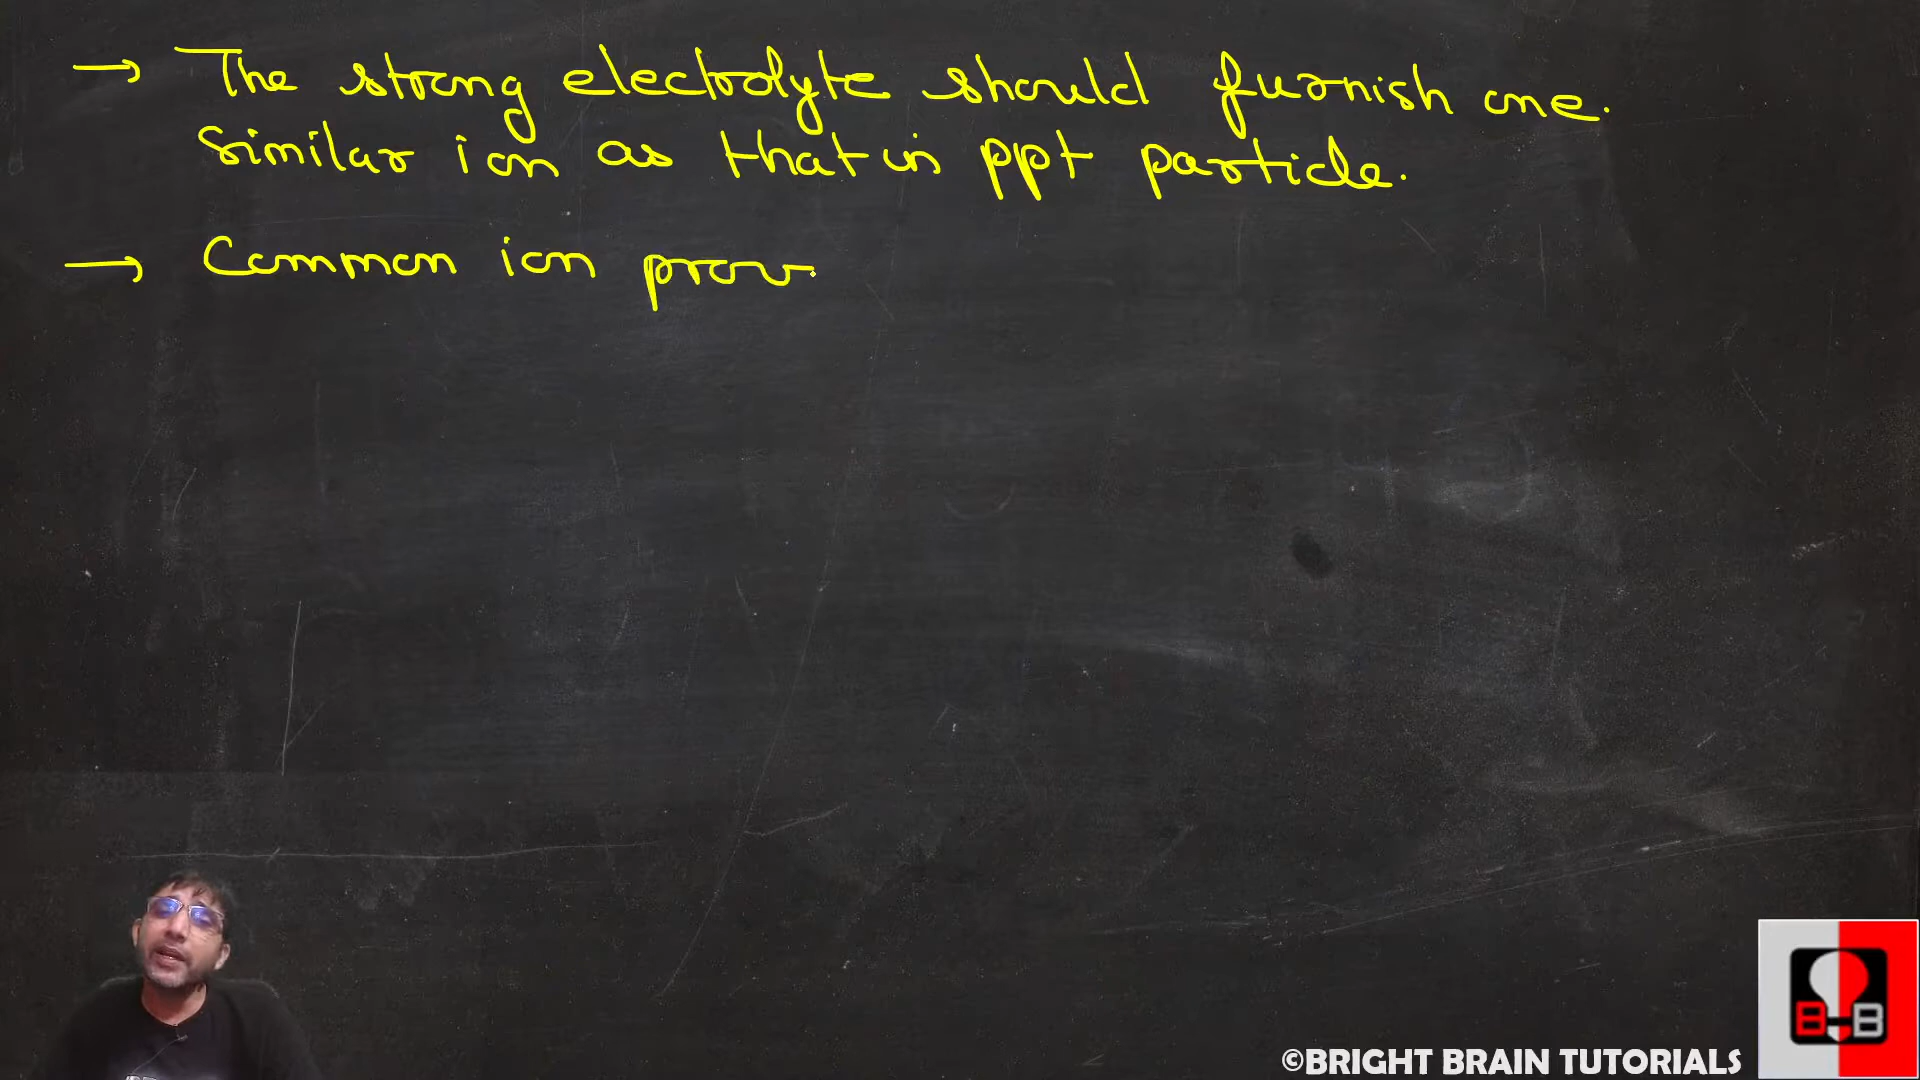 → The strong electrolyte should furnish one.
similar ion as that in ppt particle.
→ Common ion prov
B B
©BRIGHT BRAIN TUTORIALS